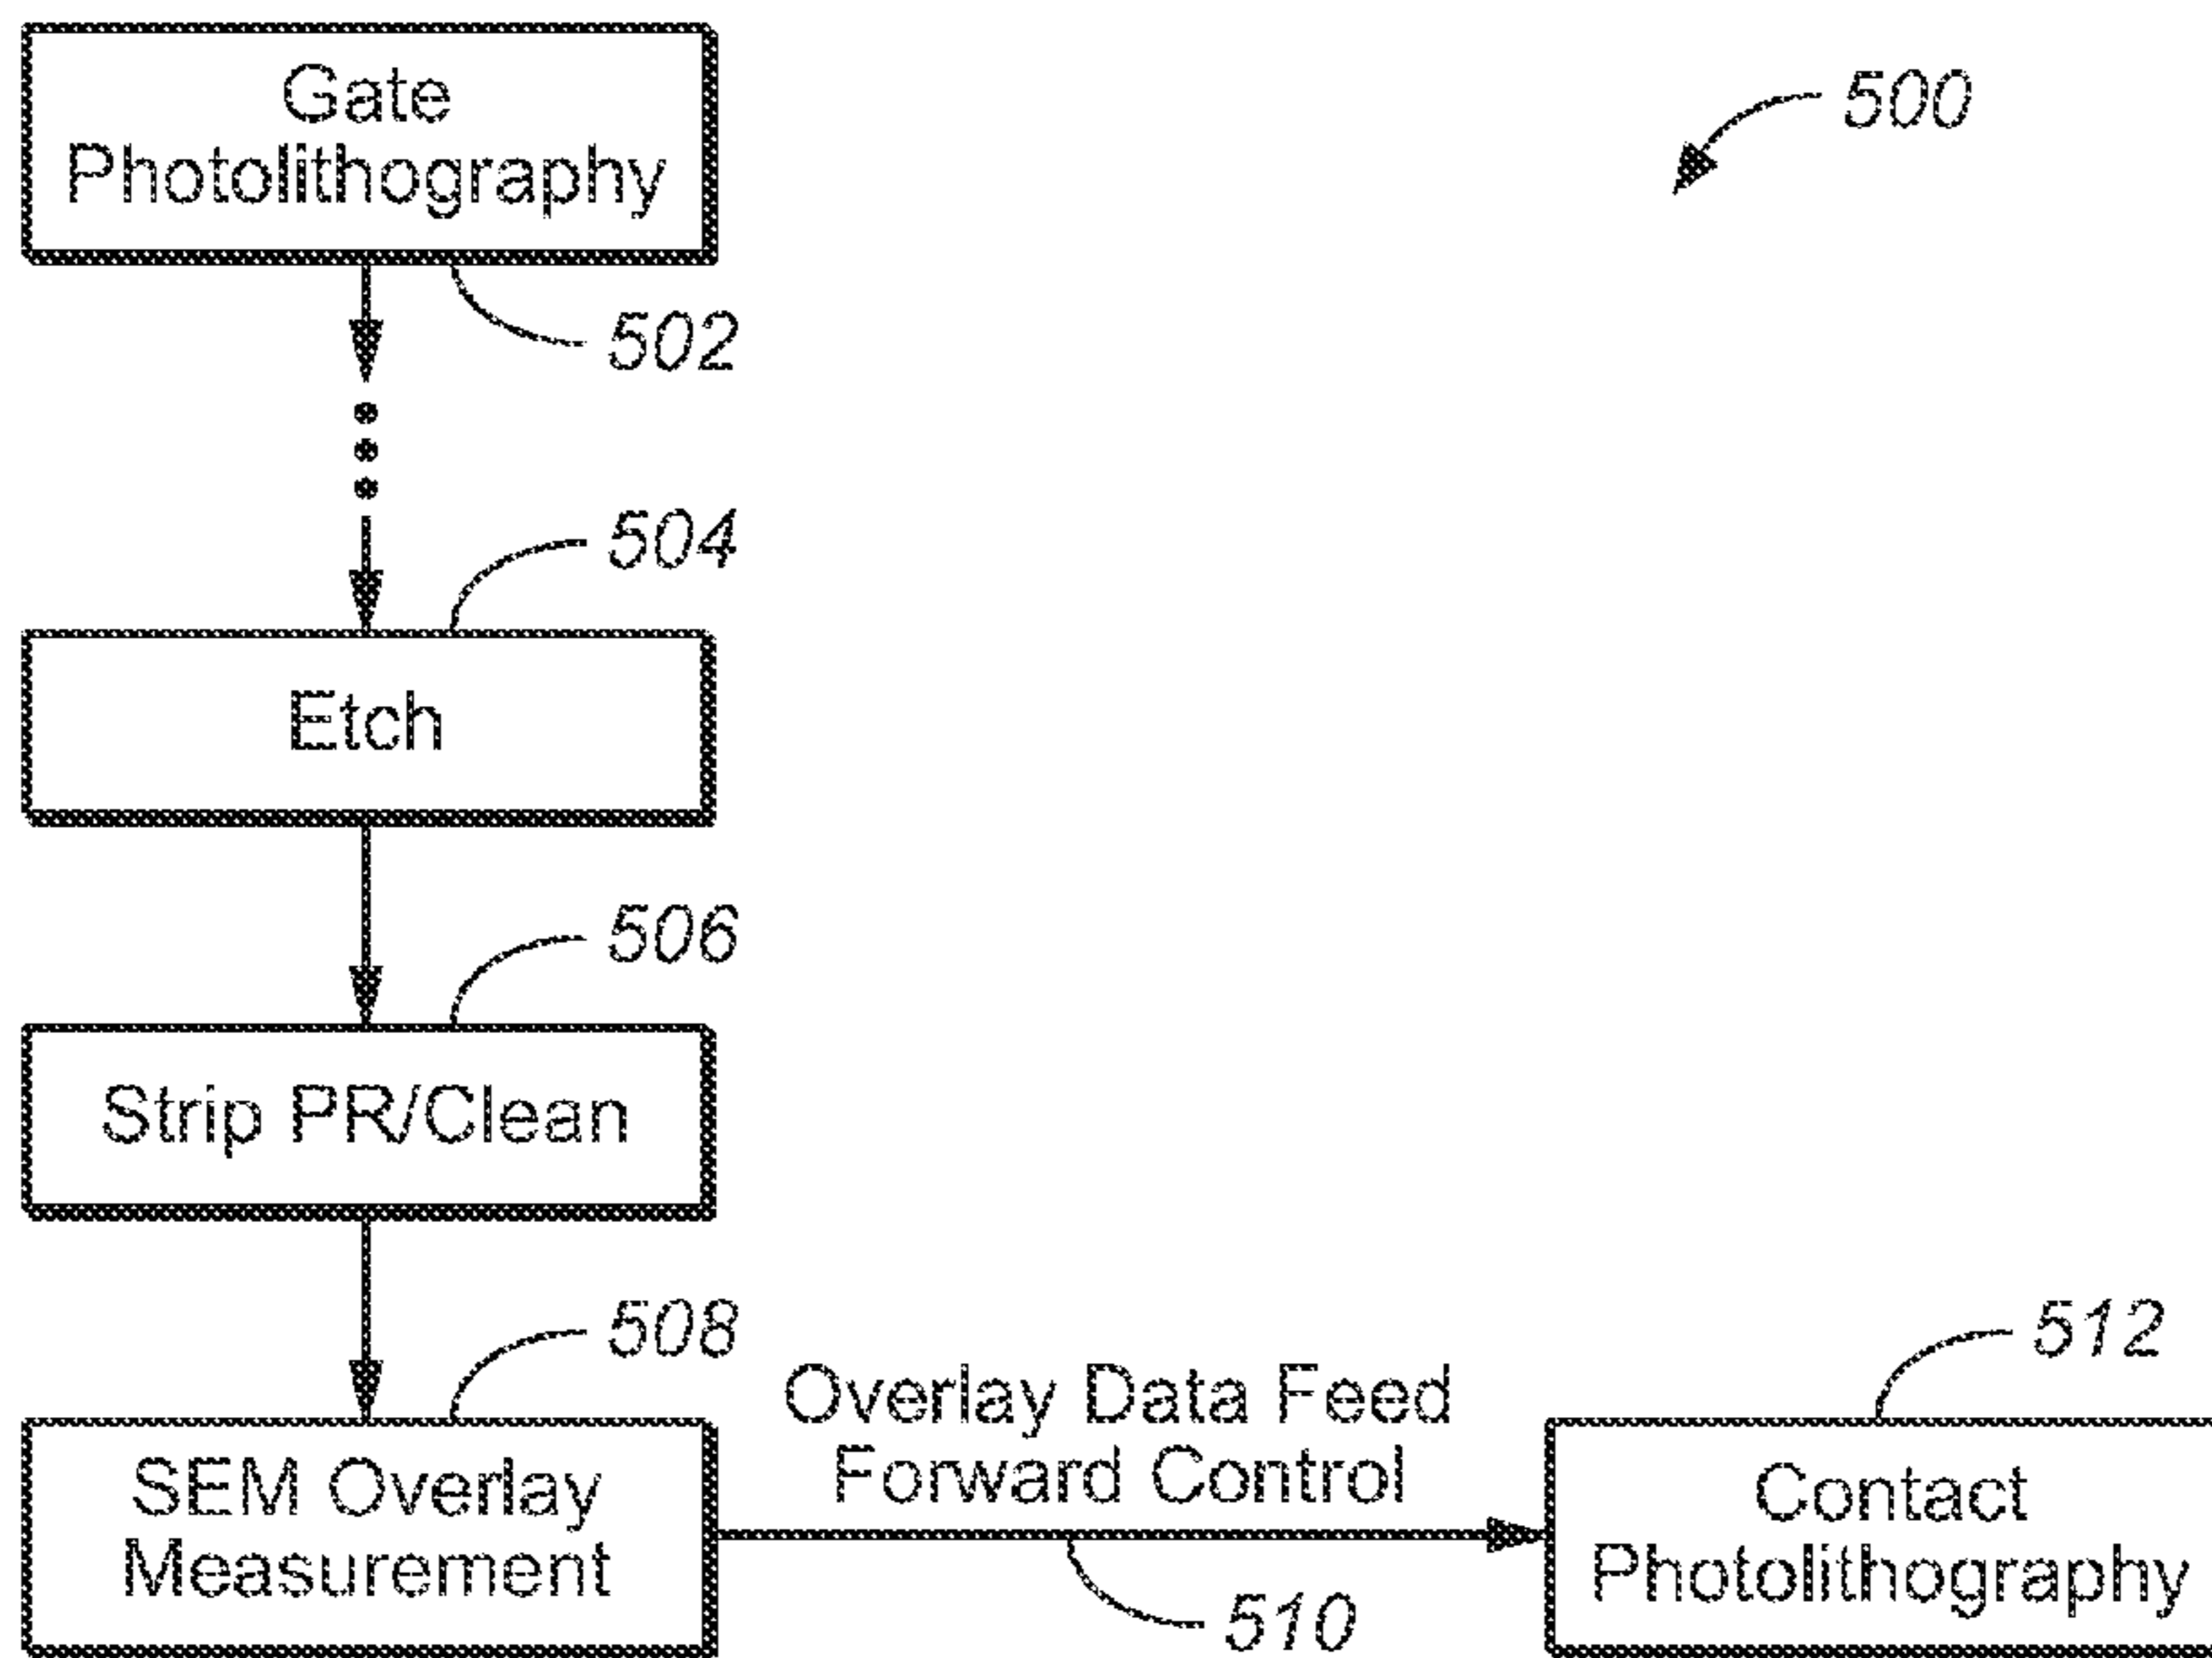 Gate
Photolithography
500
502
504
Etch
506
Strip PR/Clean
508
SEM Overlay
Measurement
Overlay Data Feed
Forward Control
510
512
Contact
Photolithography